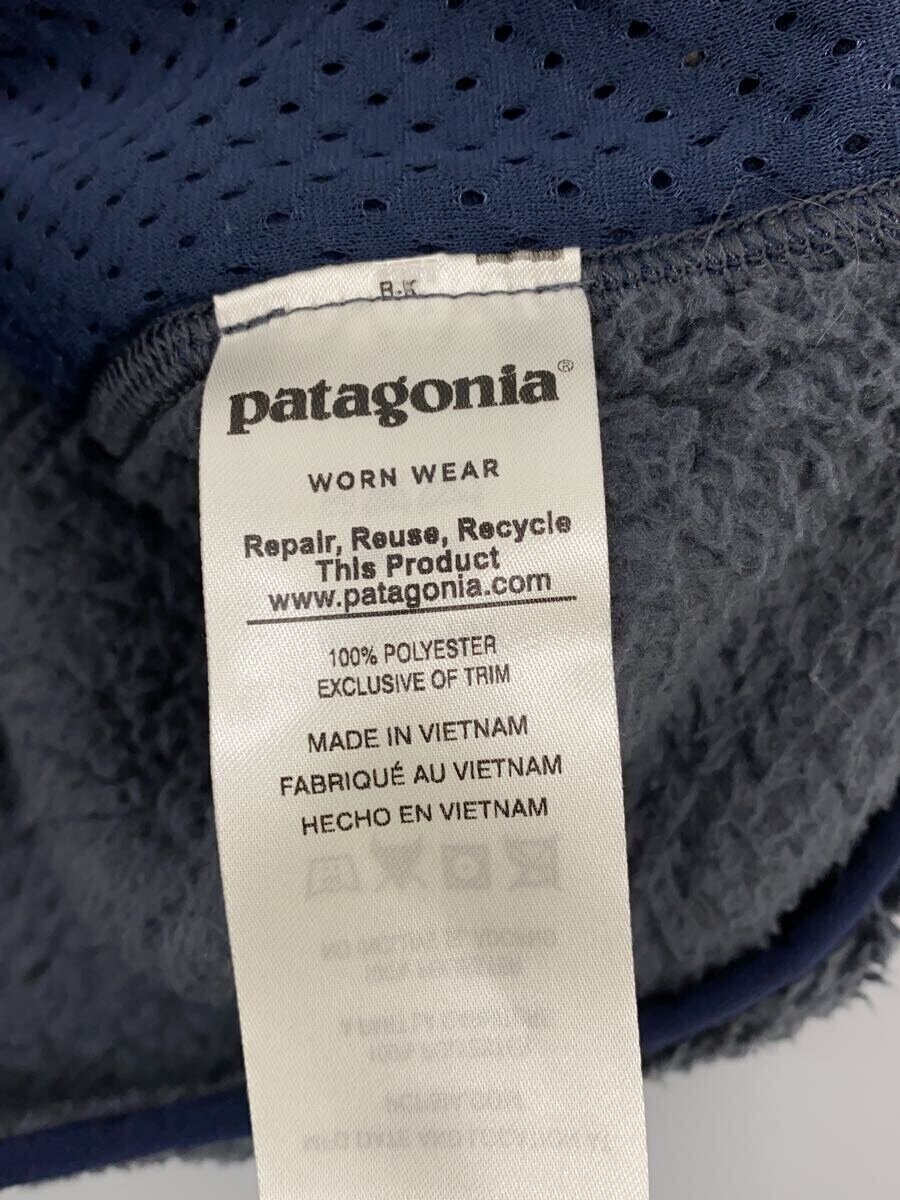 patagonia®
WORN WEAR
Repair, Reuse, Recycle
This Product
www.patagonia.com
100% POLYESTER
EXCLUSIVE OF TRIM
MADE IN VIETNAM
FABRIQUÉ AU VIETNAM
HECHO EN VIETNAM